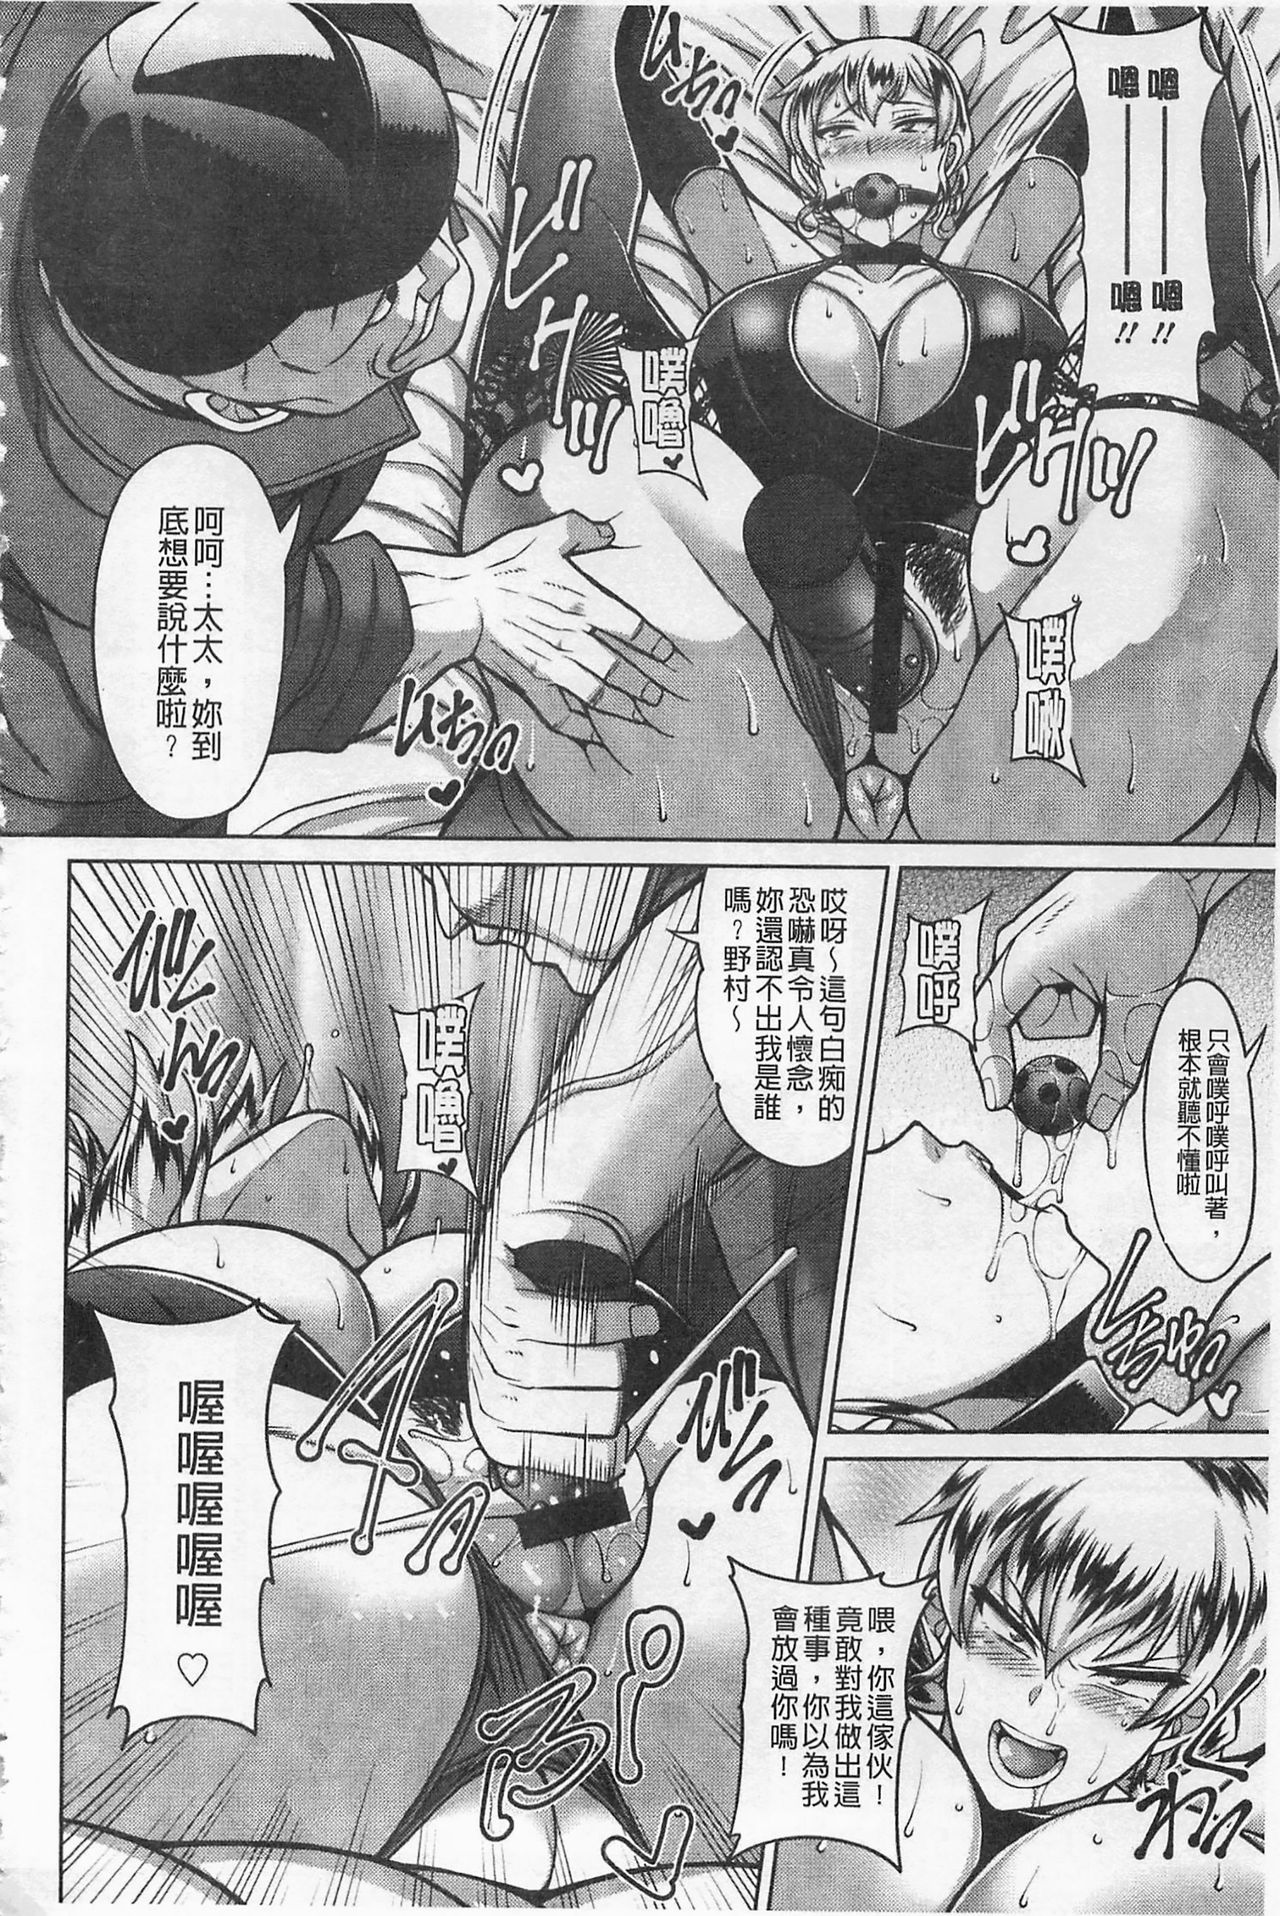 嗯——嗯!!
嗯——嗯!!
噗嚕♥
噗啾
呵呵…太太，妳到
底想要說什麼啦？
只會噗呼噗呼叫著，
根本就聽不懂啦
噗呼
喂，你這傢伙！
竟敢對我做出這
種事，你以為我
會放過你嗎！
哎呀～這句白痴的
恐嚇真令人懷念，
妳還認不出我是誰
嗎？野村～
噗嚕♥
喔喔喔喔喔♡